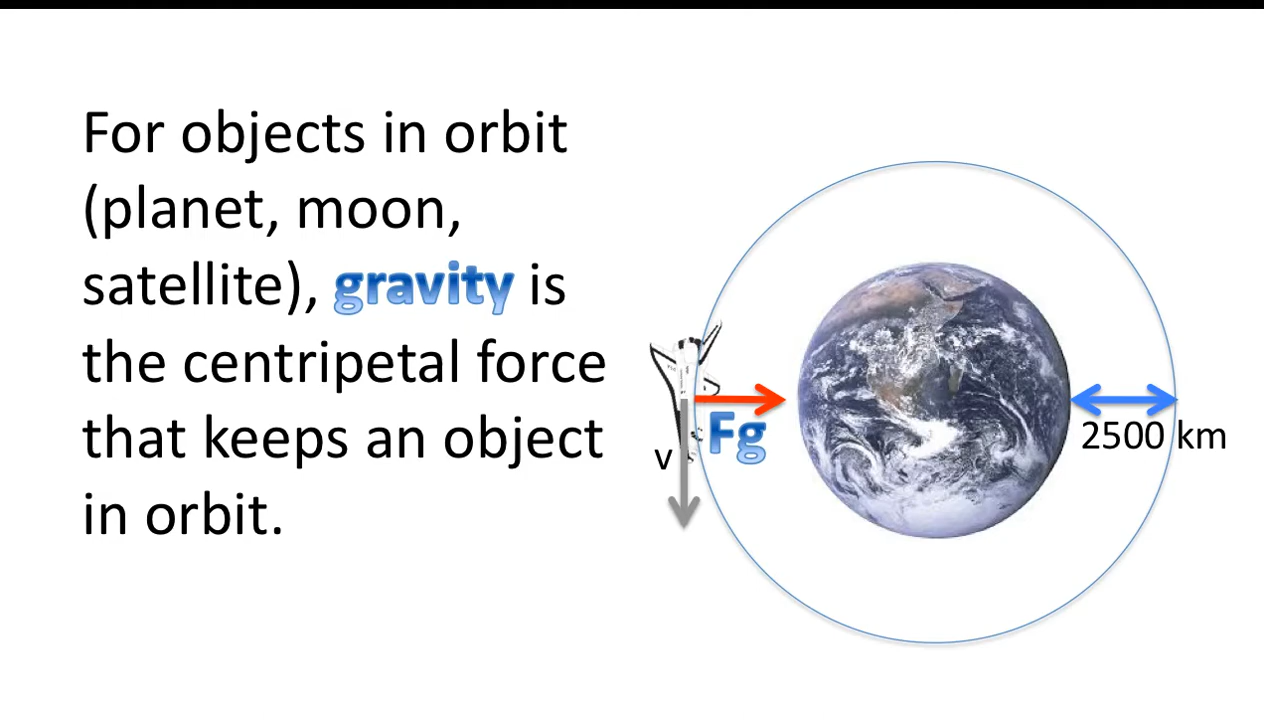 For objects in orbit
(planet, moon,
satellite), gravity is
the centripetal force
that keeps an object
in orbit.
Fg
v
2500 km